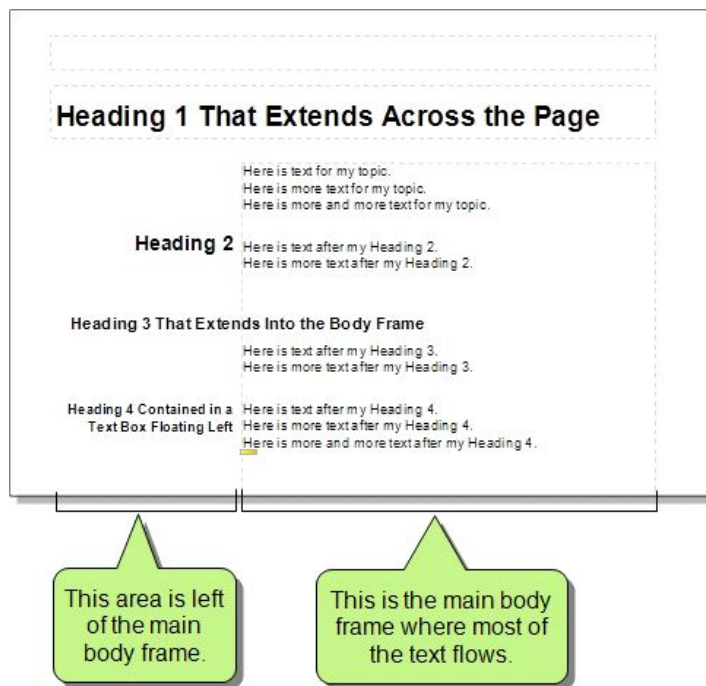 Heading 1 That Extends Across the Page
Here is text for my topic.
Here is more text for my topic.
Here is more and more text for my topic.
Heading 2
Here is text after my Heading 2.
Here is more text after my Heading 2.
Heading 3 That Extends Into the Body Frame
Here is text after my Heading 3.
Here is more text after my Heading 3.
Heading 4 Contained in a
Text Box Floating Left
Here is text after my Heading 4.
Here is more text after my Heading 4.
Here is more and more text after my Heading 4.
This area is left
of the main
body frame.
This is the main body
frame where most of
the text flows.